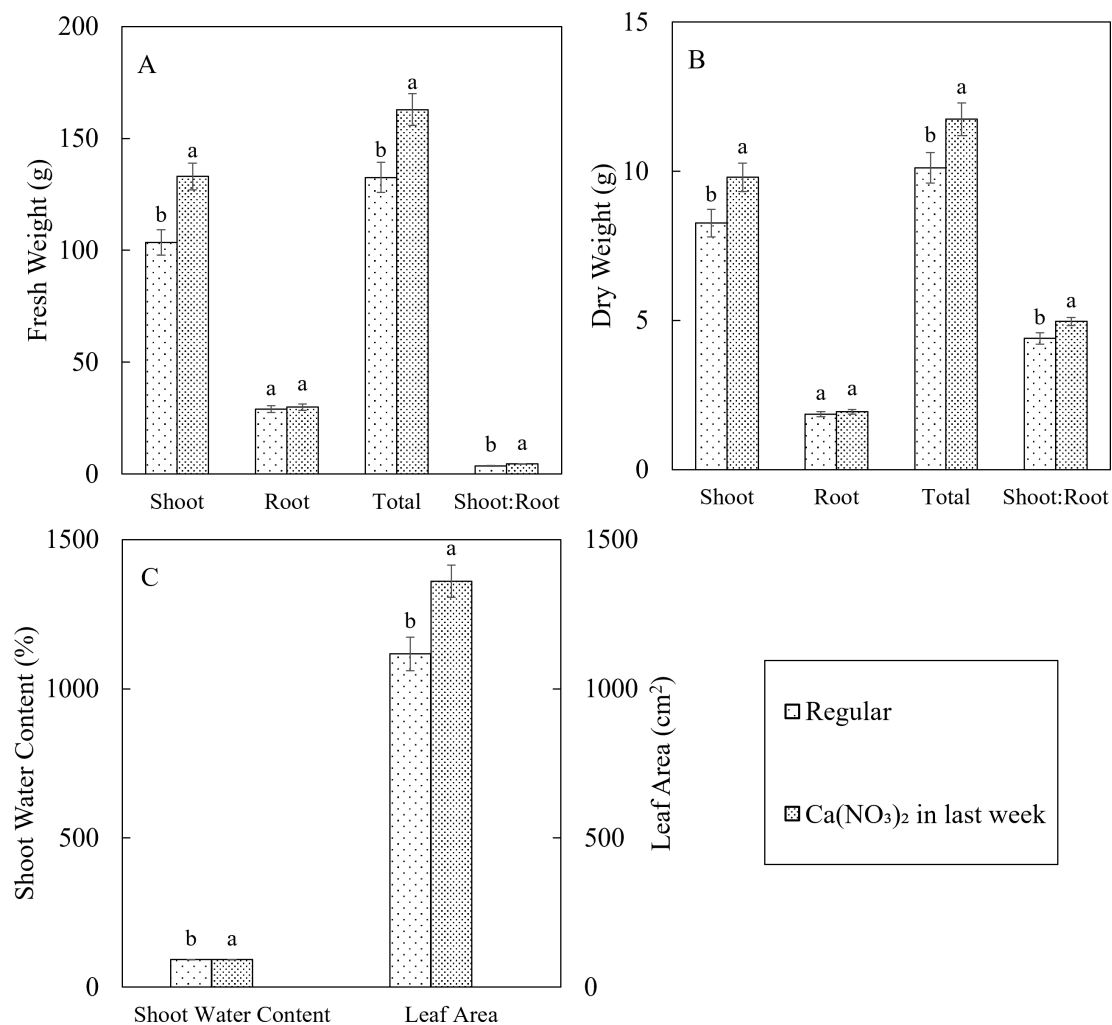 A
Fresh Weight (g)
200
150
100
50
0
b
a
a
a
b
a
b
a
Shoot
Root
Total
Shoot:Root
B
Dry Weight (g)
15
10
5
0
b
a
a
a
b
a
b
a
Shoot
Root
Total
Shoot:Root
C
Shoot Water Content (%)
1500
1000
500
0
b
a
b
a
Shoot Water Content
Leaf Area
1500
1000
500
0
Leaf Area (cm²)
Regular
Ca(NO₃)₂ in last week